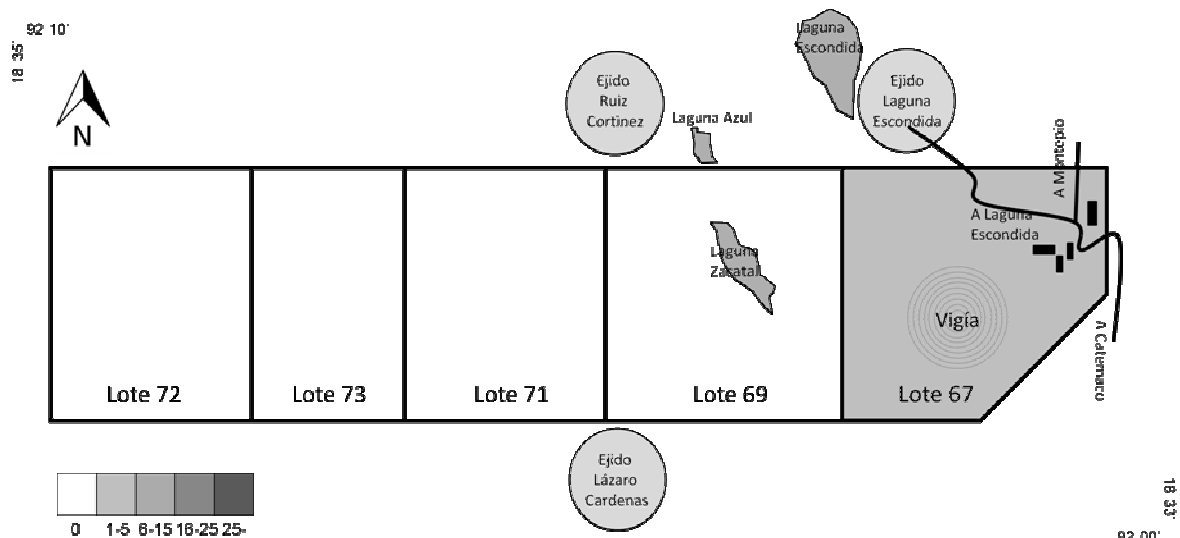 92 10'
18 35'
N
Ejido
Ruiz
Cortinez
Laguna Azul
Laguna
Escondida
Ejido
Laguna
Escondida
A Montepio
A Laguna
Escondida
Laguna
Zacatal
Vigía
A Catemaco
Lote 72
Lote 73
Lote 71
Lote 69
Lote 67
Ejido
Lázaro
Cardenas
0 1-5 6-15 16-25 25-
18 33'
93 00'